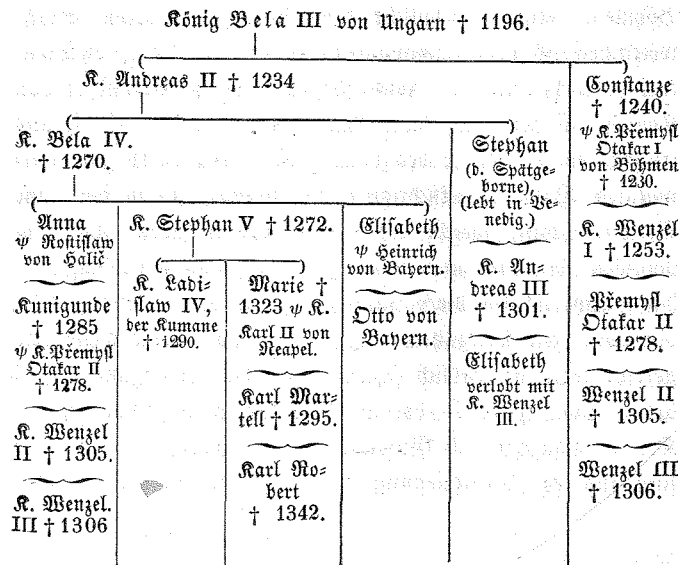 König Bela III von Ungarn † 1196.
K. Andreas II † 1234
Constanze
† 1240.
ψ K. Přemysl
Otakar I
von Böhmen
† 1230.
K. Wenzel
I † 1253.
Přemysl
Otakar II
† 1278.
Wenzel II
† 1305.
Wenzel III
† 1306.
K. Bela IV.
† 1270.
Stephan
(d. Spätge-
borne),
(lebt in Ve-
nedig.)
K. An-
dreas III
† 1301.
Elisabeth
verlobt mit
K. Wenzel
III.
Anna
ψ Rostislaw
von Halič
Kunigunde
† 1285
ψ K. Přemysl
Otakar II
† 1278.
K. Wenzel
II † 1305.
K. Wenzel.
III † 1306
K. Stephan V † 1272.
K. Ladi-
slaw IV,
der Kumane
† 1290.
Marie †
1323 ψ K.
Karl II von
Neapel.
Karl Mar-
tell † 1295.
Karl Ro-
bert
† 1342.
Elisabeth
ψ Heinrich
von Bayern.
Otto von
Bayern.